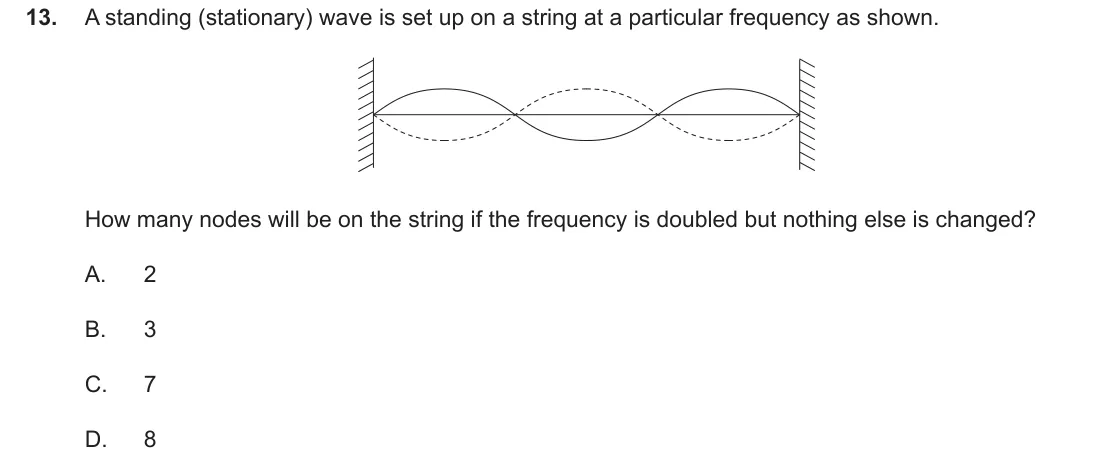 13. A standing (stationary) wave is set up on a string at a particular frequency as shown.
How many nodes will be on the string if the frequency is doubled but nothing else is changed?
A. 2
B. 3
C. 7
D. 8